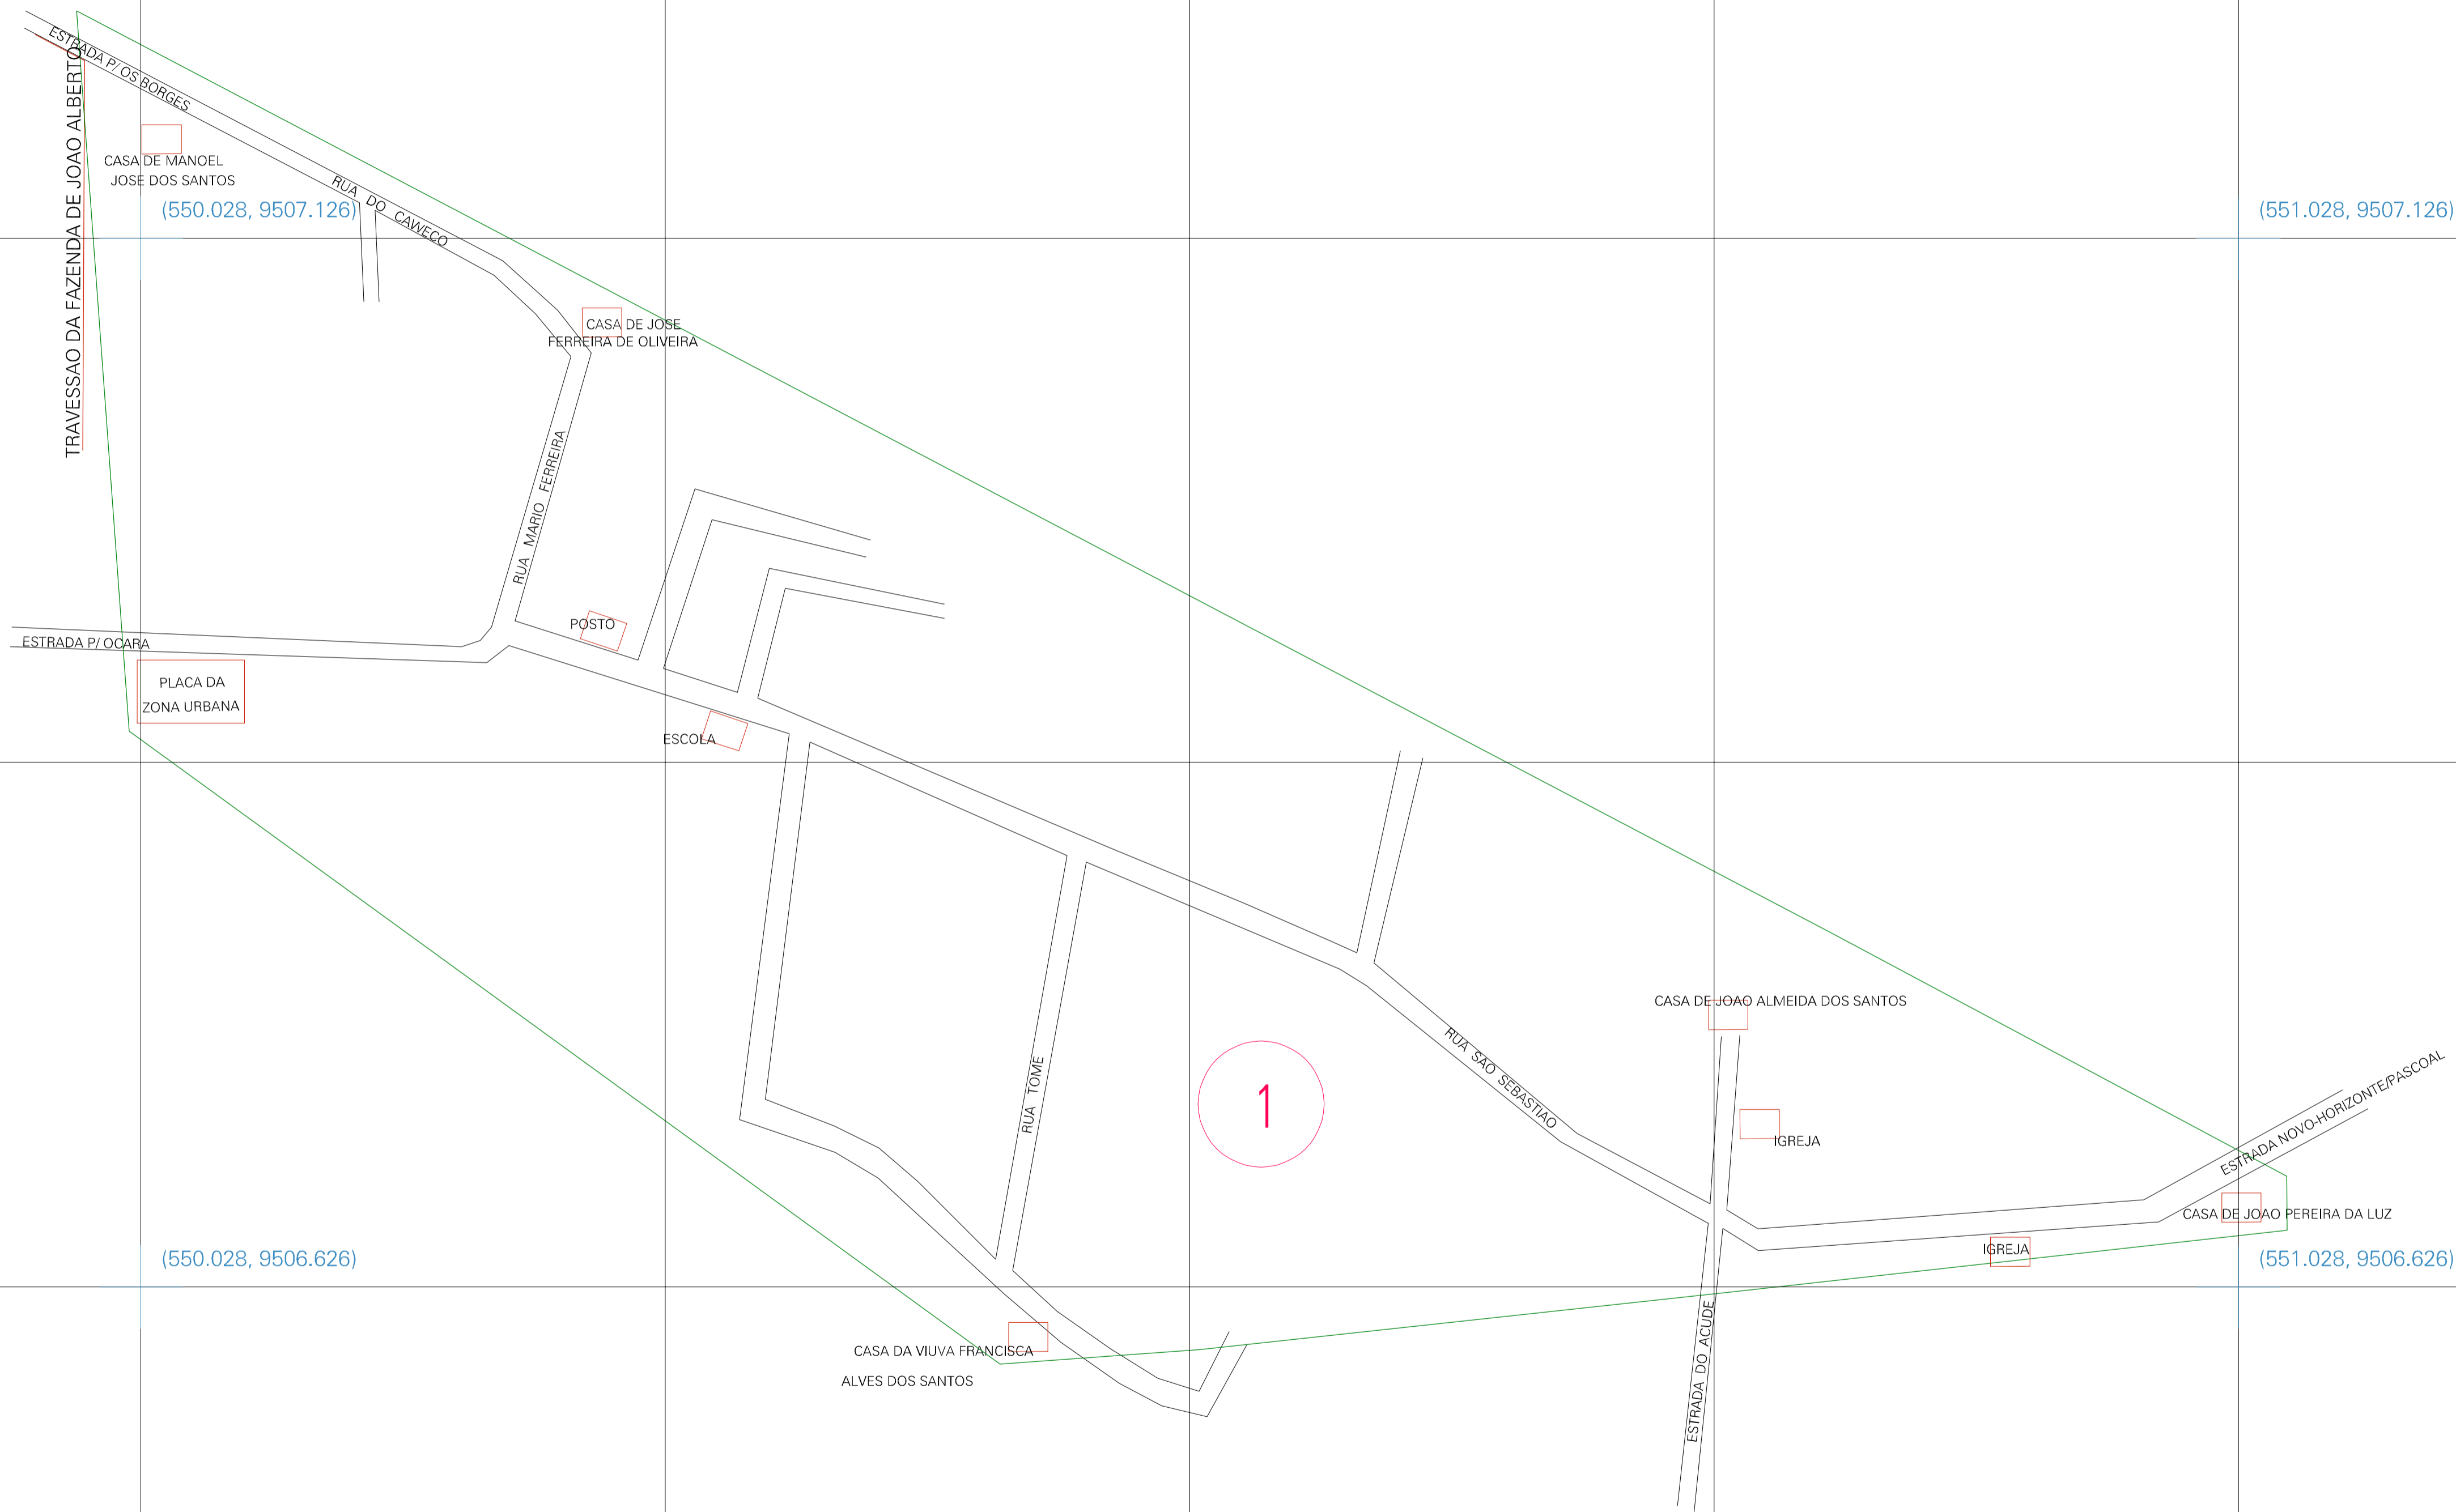 ESTRADA P/ OS BORGES
TRAVESSAO DA FAZENDA DE JOAO ALBERTO
CASA DE MANOEL
JOSE DOS SANTOS
(550.028, 9507.126)
RUA DO CAWECO
(551.028, 9507.126)
CASA DE JOSE
FERREIRA DE OLIVEIRA
RUA MARIO FERREIRA
POSTO
ESTRADA P/ OCARA
PLACA DA
ZONA URBANA
ESCOLA
CASA DE JOAO ALMEIDA DOS SANTOS
RUA SAO SEBASTIAO
RUA TOME
1
IGREJA
ESTRADA NOVO-HORIZONTE/PASCOAL
CASA DE JOAO PEREIRA DA LUZ
IGREJA
(550.028, 9506.626)
(551.028, 9506.626)
CASA DA VIUVA FRANCISCA
ALVES DOS SANTOS
ESTRADA DO ACUDE